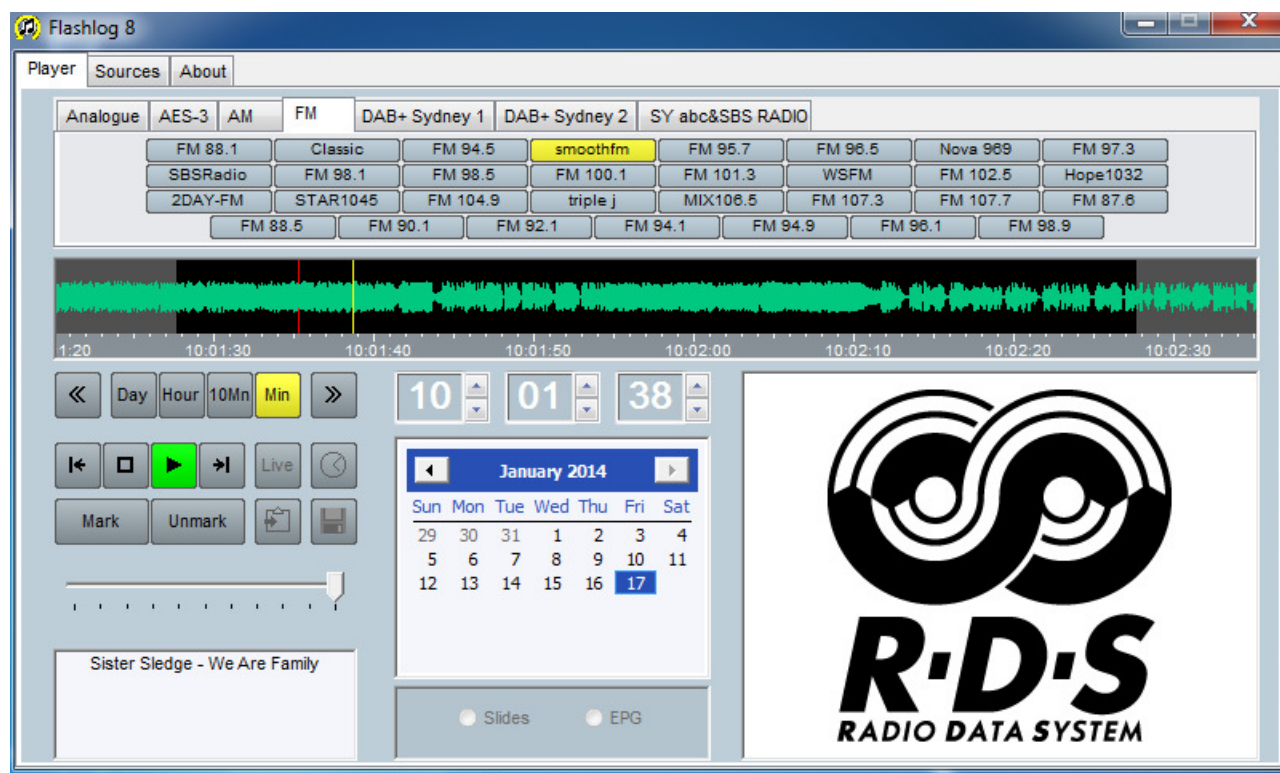 Flashlog 8
Player Sources About
Analogue AES-3 AM FM DAB+ Sydney 1 DAB+ Sydney 2 SY abc&SBS RADIO
FM 88.1 Classic FM 94.5 smoothfm FM 95.7 FM 96.5 Nova 969 FM 97.3
SBSRadio FM 98.1 FM 98.5 FM 100.1 FM 101.3 WSFM FM 102.5 Hope1032
2DAY-FM STAR1045 FM 104.9 triple j MIX106.5 FM 107.3 FM 107.7 FM 87.6
FM 88.5 FM 90.1 FM 92.1 FM 94.1 FM 94.9 FM 96.1 FM 98.9
1:20 10:01:30 10:01:40 10:01:50 10:02:00 10:02:10 10:02:20 10:02:30
Day Hour 10Mn Min
10 01 38
Live
Mark Unmark
January 2014
Sun Mon Tue Wed Thu Fri Sat
29 30 31 1 2 3 4
5 6 7 8 9 10 11
12 13 14 15 16 17
Sister Sledge - We Are Family
Slides EPG
R·D·S
RADIO DATA SYSTEM